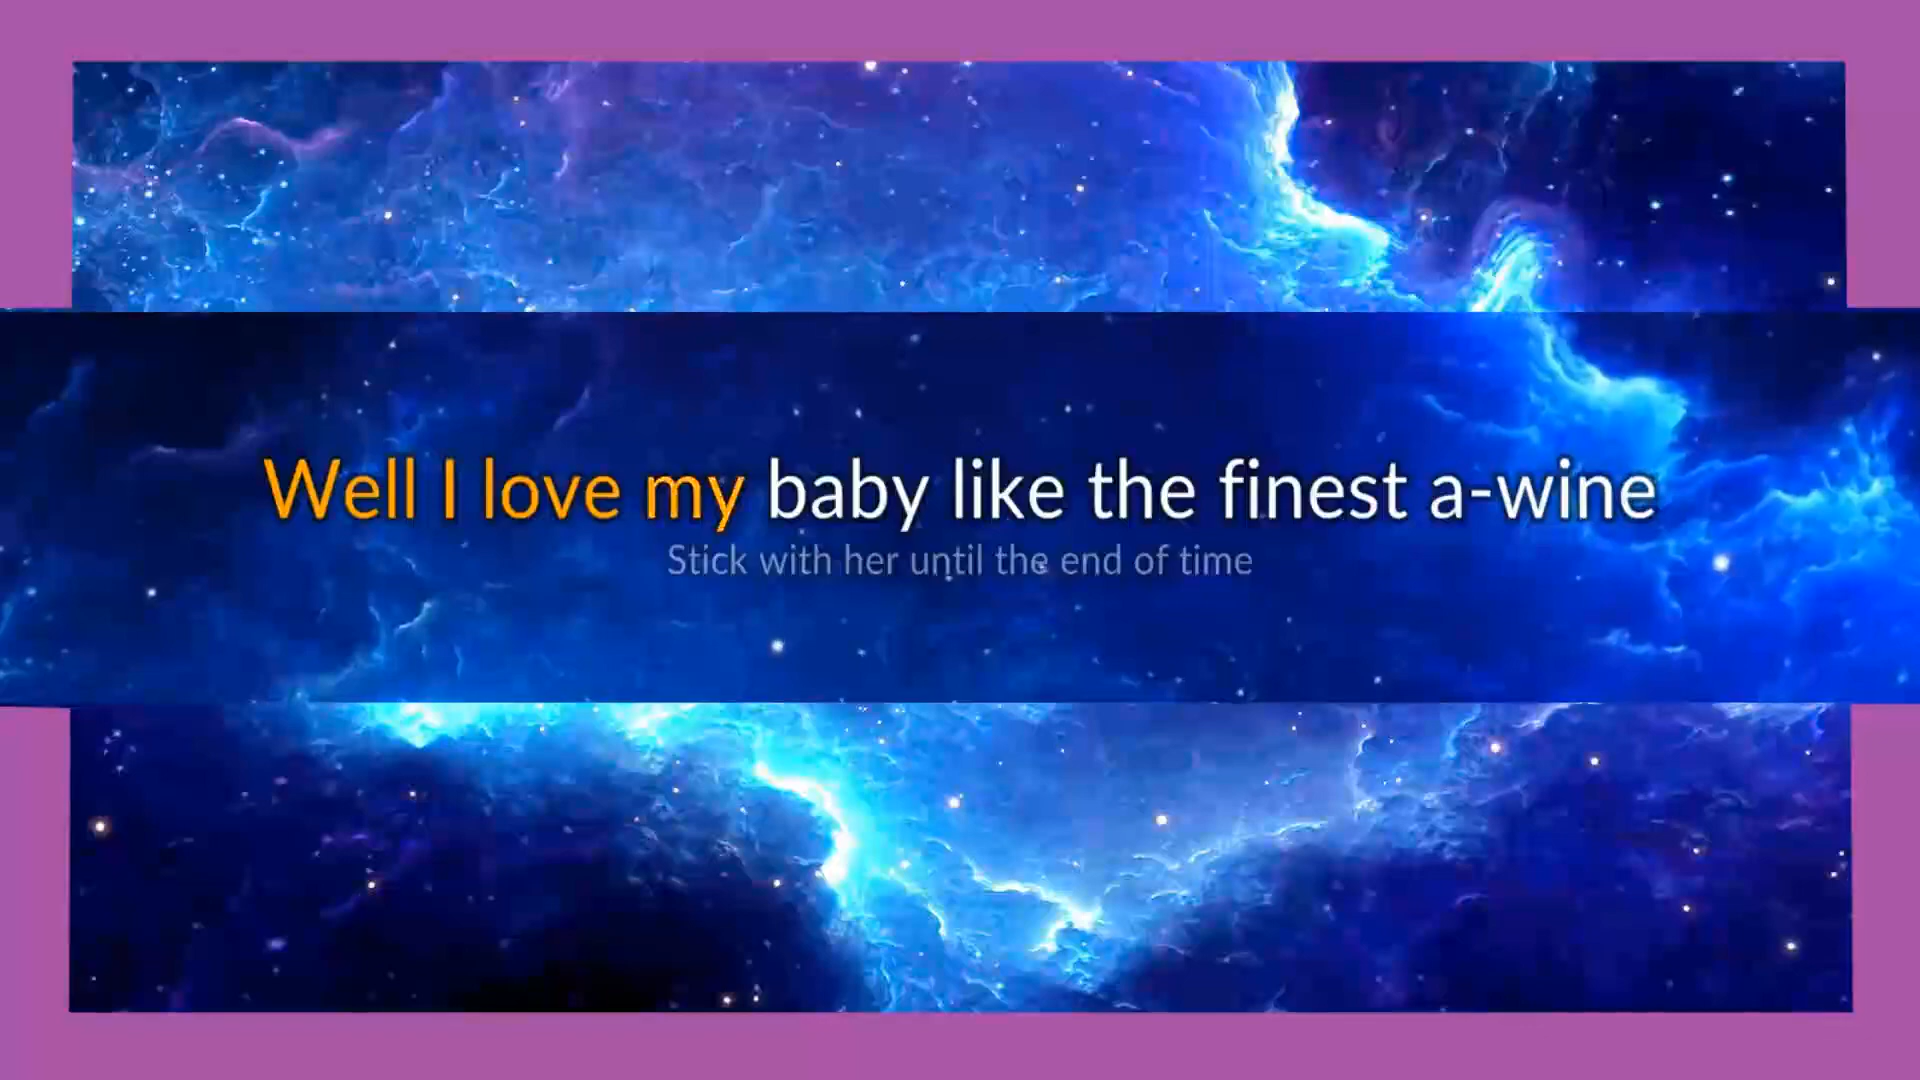 Well I love my baby like the finest a-wine
Stick with her until the end of time